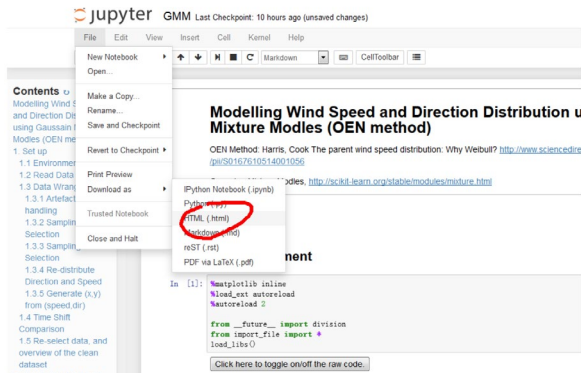 jupyter GMM Last Checkpoint: 10 hours ago (unsaved changes)
File Edit View Insert Cell Kernel Help
Markdown CellToolbar
New Notebook
Open...
Make a Copy...
Rename...
Save and Checkpoint
Revert to Checkpoint
Print Preview
Download as
Trusted Notebook
Close and Halt
IPython Notebook (.ipynb)
Python (.py)
HTML (.html)
Markdown (.md)
reST (.rst)
PDF via LaTeX (.pdf)
Contents
Modelling Wind S
and Direction Dis
using Gaussian M
Modles (OEN me
1. Set up
1.1 Environmen
1.2 Read Data
1.3 Data Wrang
1.3.1 Artefact
handling
1.3.2 Samplin
Selection
1.3.3 Sampling
Selection
1.3.4 Re-distribute
Direction and Speed
1.3.5 Generate (x,y)
from (speed,dir)
1.4 Time Shift
Comparison
1.5 Re-select data, and
overview of the clean
dataset
Modelling Wind Speed and Direction Distribution u
Mixture Modles (OEN method)
OEN Method: Harris, Cook The parent wind speed distribution: Why Weibull? http://www.sciencedire
/pii/S0167610514001056
odles, http://scikit-learn.org/stable/modules/mixture.html
ment
In [1]: %matplotlib inline
%load_ext autoreload
%autoreload 2
from __future__ import division
from import_file import *
load_libs()
Click here to toggle on/off the raw code.